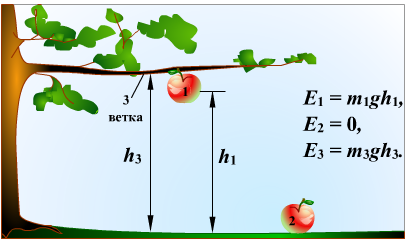 1
3
ветка
h₃
h₁
2
E₁ = m₁gh₁,
E₂ = 0,
E₃ = m₃gh₃.